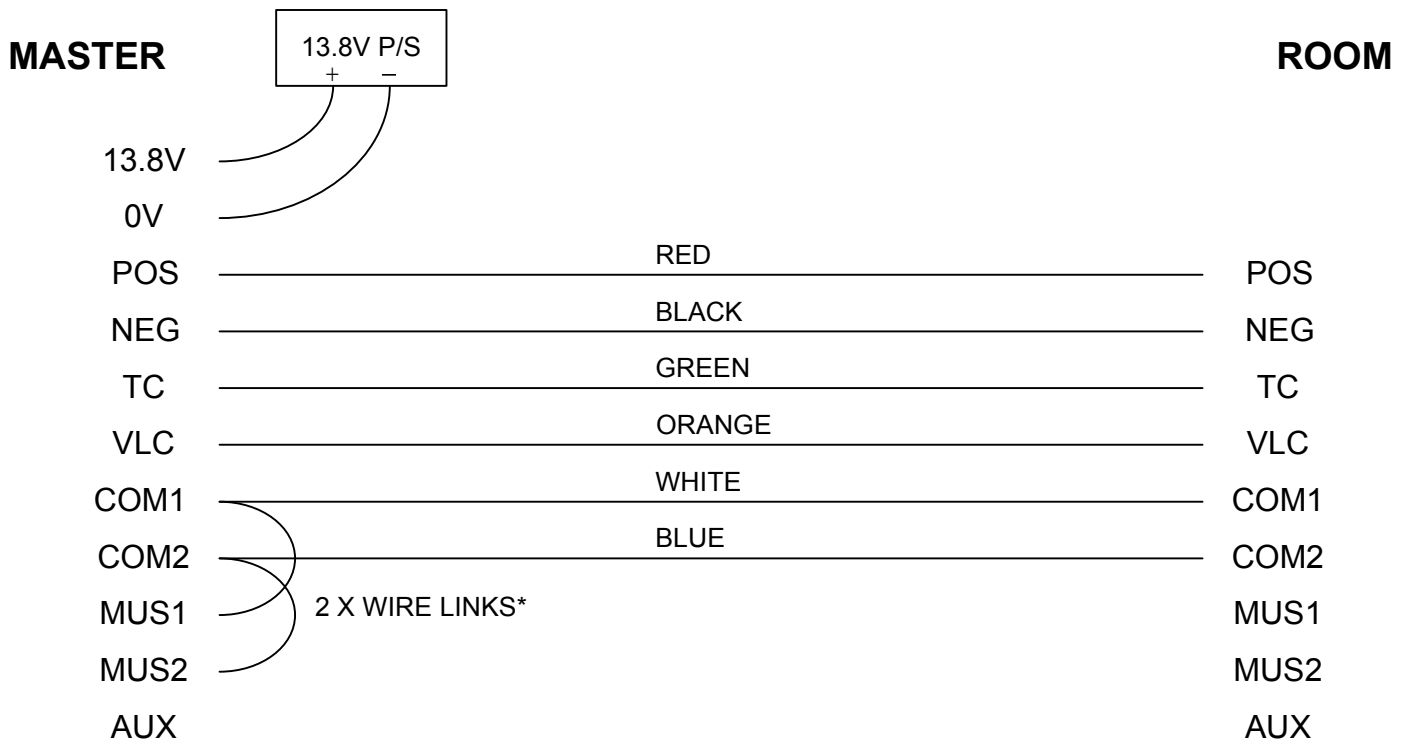 MASTER 13.8V P/S ROOM
+ −
13.8V
0V
POS RED POS
NEG BLACK NEG
TC GREEN TC
VLC ORANGE VLC
COM1 WHITE COM1
COM2 BLUE COM2
MUS1 2 X WIRE LINKS* MUS1
MUS2 MUS2
AUX AUX